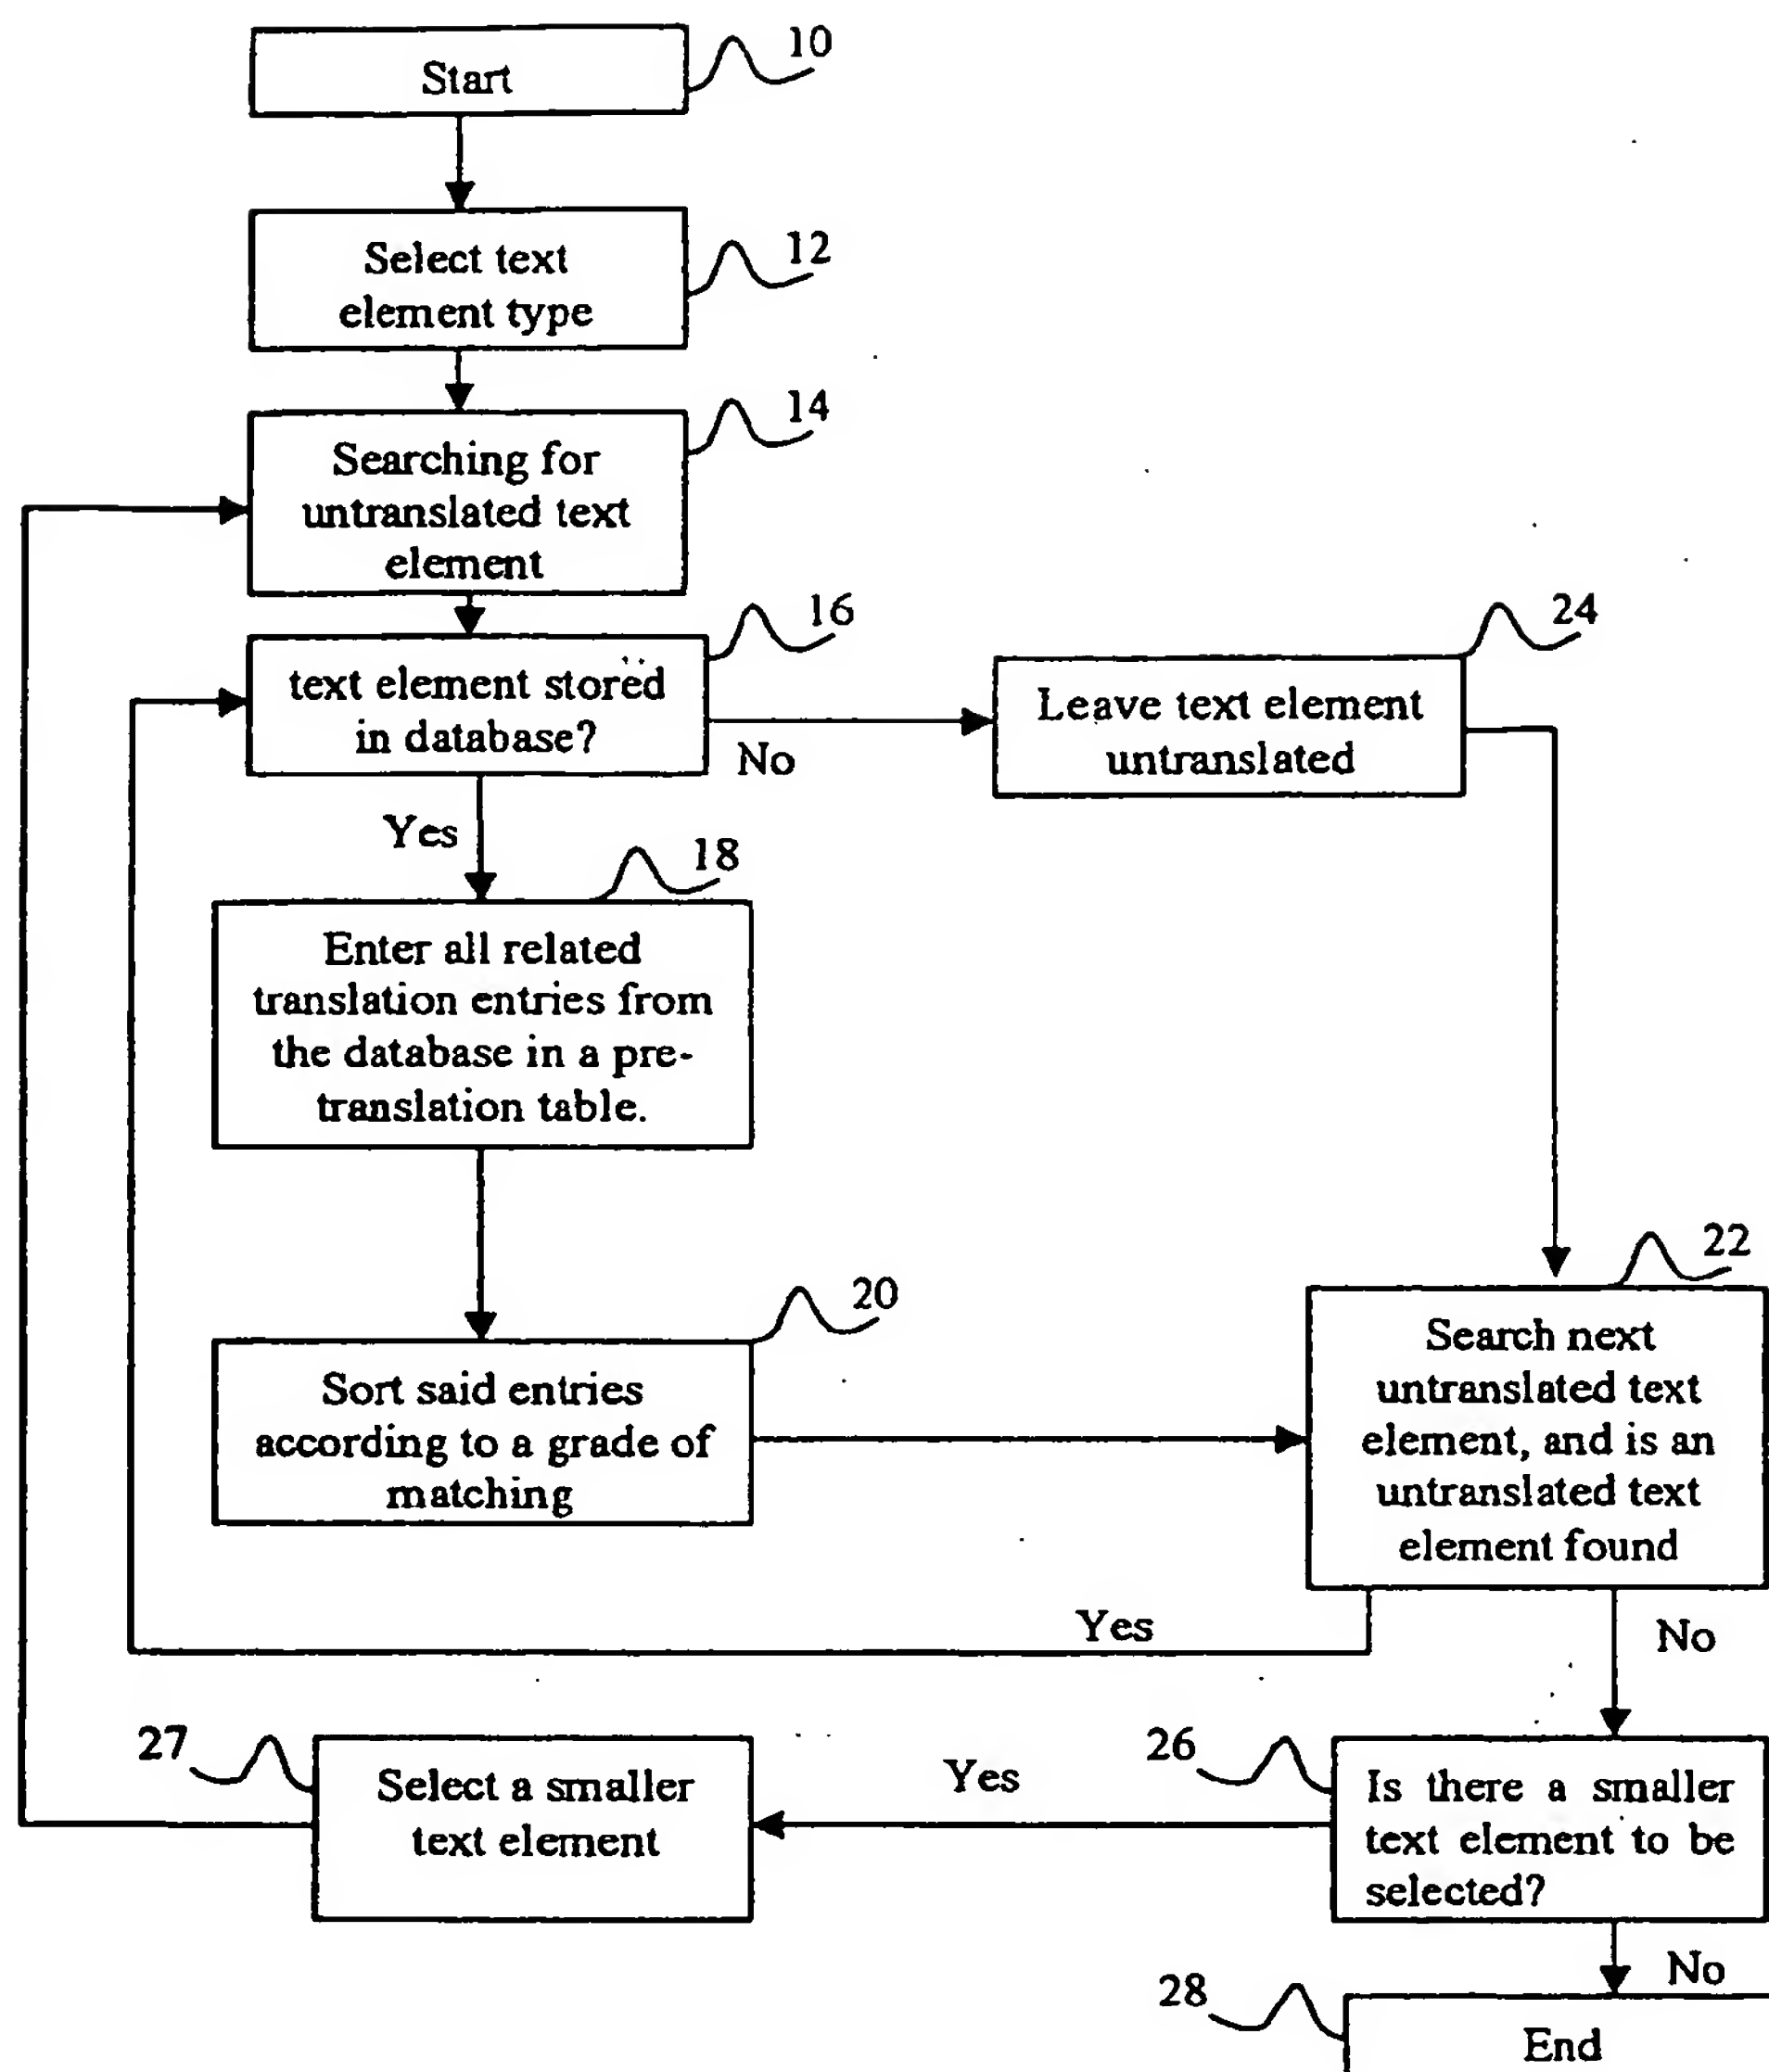 Start
10
Select text
element type
12
Searching for
untranslated text
element
14
text element stored
in database?
16
No
Leave text element
untranslated
24
Yes
Enter all related
translation entries from
the database in a pre-
translation table.
18
Sort said entries
according to a grade of
matching
20
Search next
untranslated text
element, and is an
untranslated text
element found
22
Yes
No
27
Select a smaller
text element
Yes
26
Is there a smaller
text element to be
selected?
No
28
End